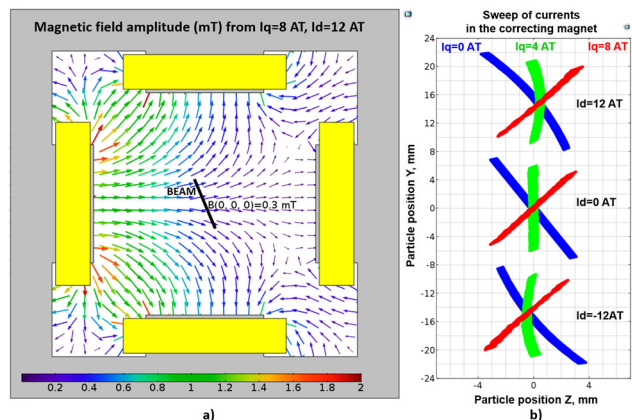 Magnetic field amplitude (mT) from Iq=8 AT, Id=12 AT
BEAM
B(0, 0, 0)=0.3 mT
0.2 0.4 0.6 0.8 1 1.2 1.4 1.6 1.8 2
a)
Sweep of currents
in the correcting magnet
Iq=0 AT Iq=4 AT Iq=8 AT
Id=12 AT
Id=0 AT
Id=-12AT
Particle position Y, mm
24
20
16
12
8
4
0
-4
-8
-12
-16
-20
-24
-4 0 4
Particle position Z, mm
b)